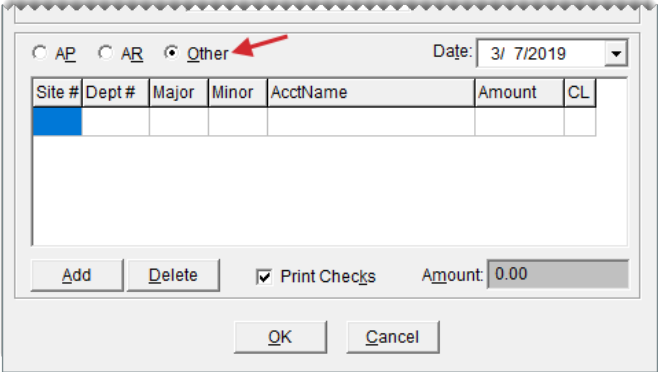 AP AR Other Date: 3/ 7/2019
Site # Dept # Major Minor AcctName Amount CL
Add Delete Print Checks Amount: 0.00
OK Cancel